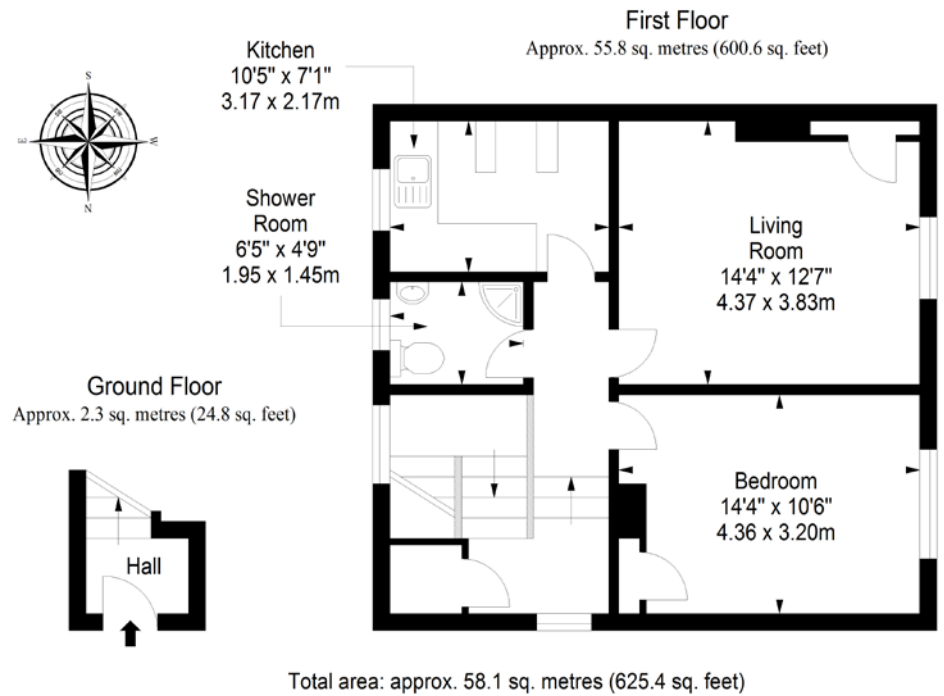 First Floor
Approx. 55.8 sq. metres (600.6 sq. feet)
Kitchen
10'5" x 7'1"
3.17 x 2.17m
S
E
W
N
Shower
Room
6'5" x 4'9"
1.95 x 1.45m
Living
Room
14'4" x 12'7"
4.37 x 3.83m
Ground Floor
Approx. 2.3 sq. metres (24.8 sq. feet)
Hall
Bedroom
14'4" x 10'6"
4.36 x 3.20m
Total area: approx. 58.1 sq. metres (625.4 sq. feet)